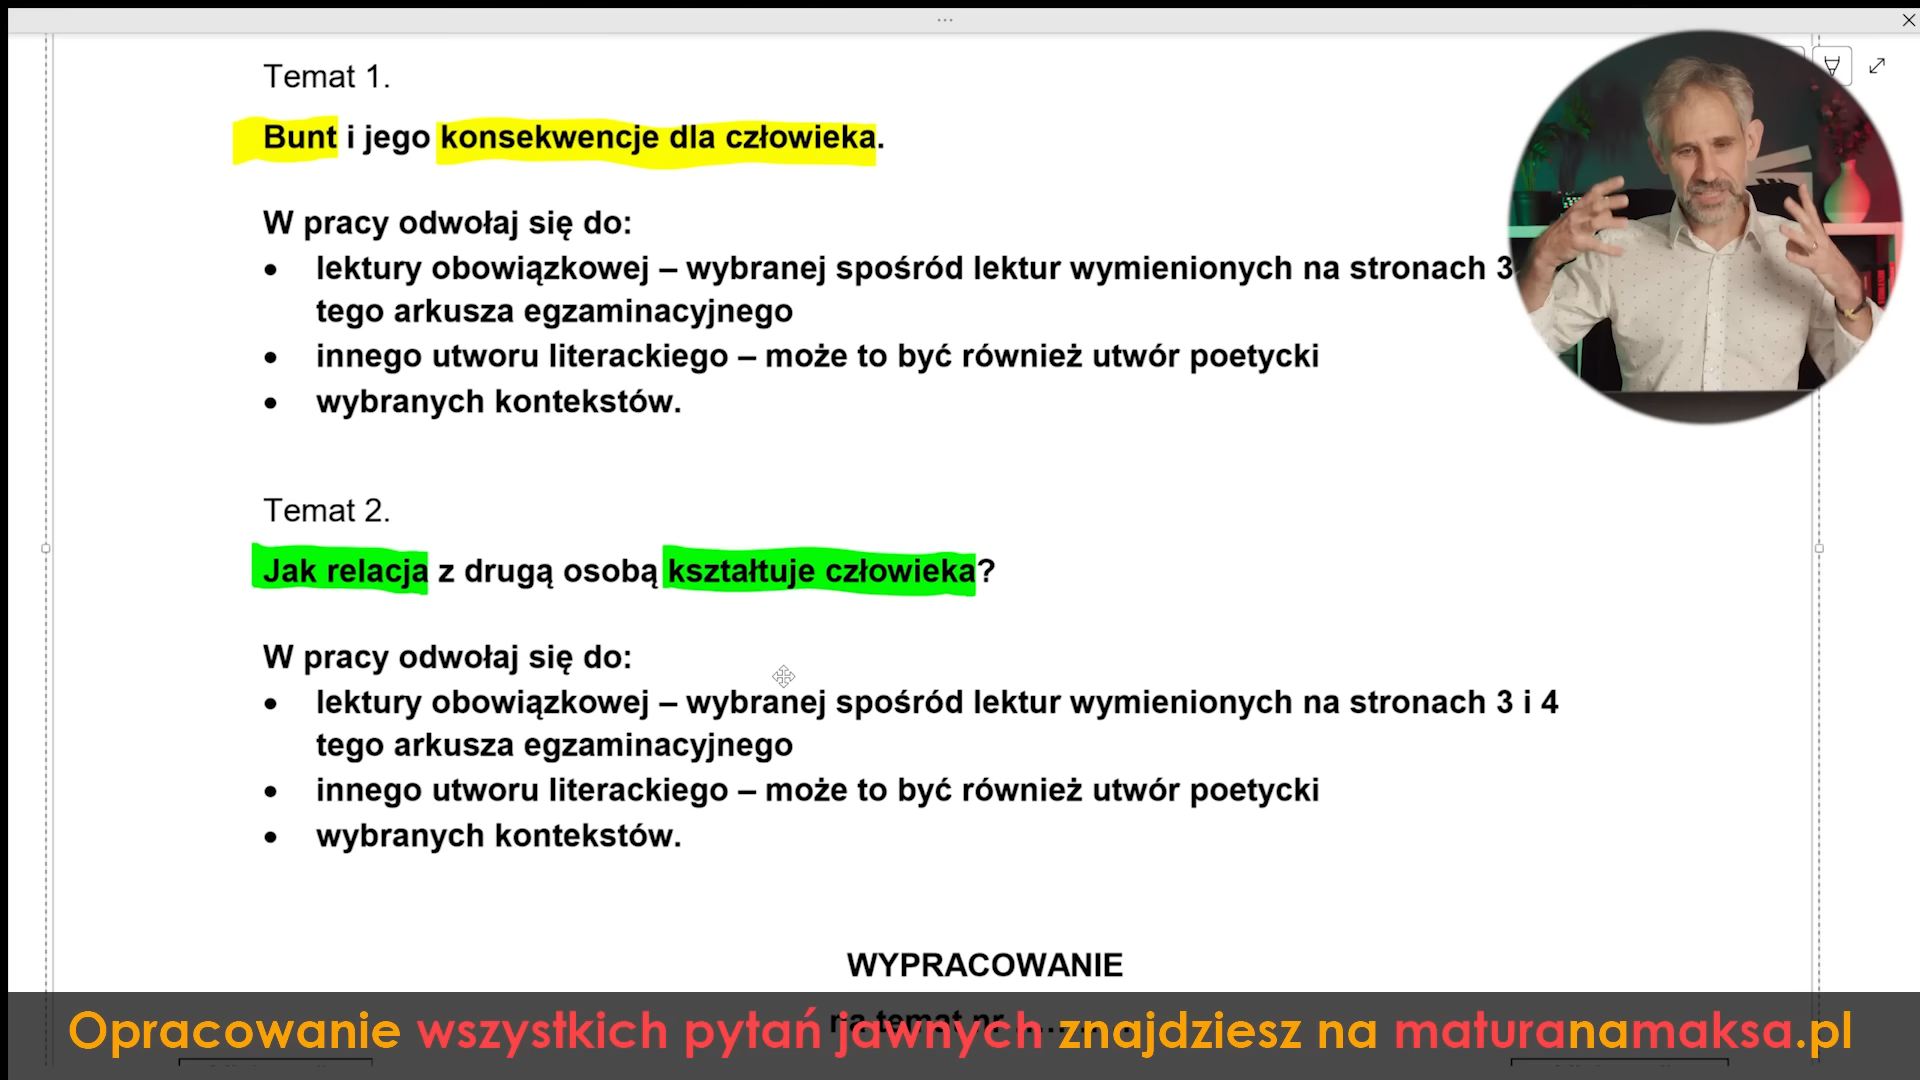 Temat 1.
Bunt i jego konsekwencje dla człowieka.
W pracy odwołaj się do:
• lektury obowiązkowej – wybranej spośród lektur wymienionych na stronach 3
tego arkusza egzaminacyjnego
• innego utworu literackiego – może to być również utwór poetycki
• wybranych kontekstów.
Temat 2.
Jak relacja z drugą osobą kształtuje człowieka?
W pracy odwołaj się do:
• lektury obowiązkowej – wybranej spośród lektur wymienionych na stronach 3 i 4
tego arkusza egzaminacyjnego
• innego utworu literackiego – może to być również utwór poetycki
• wybranych kontekstów.
WYPRACOWANIE
na temat nr
Opracowanie wszystkich pytań jawnych znajdziesz na maturanamaksa.pl